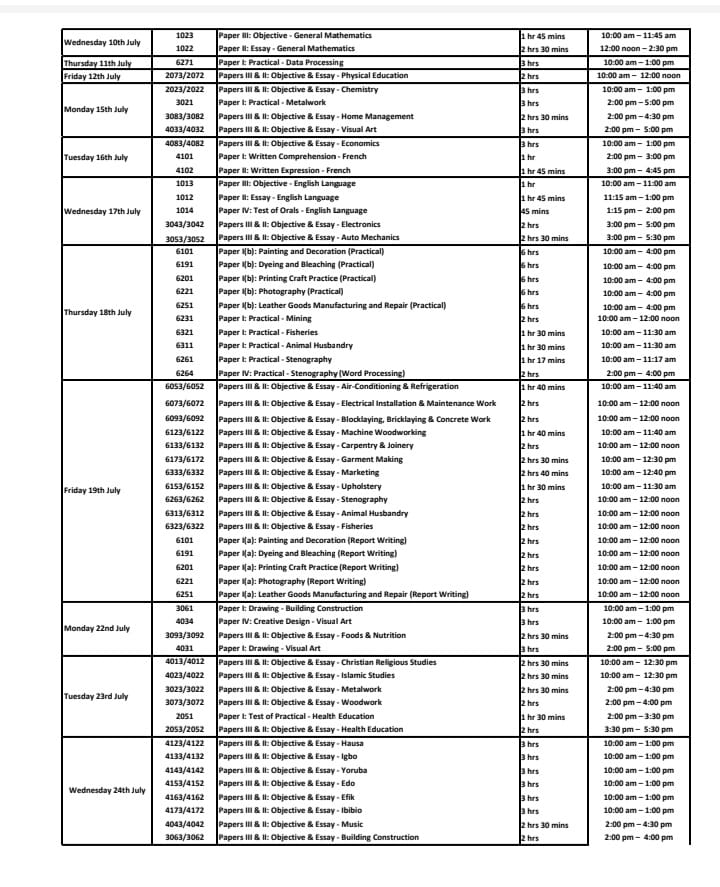 Wednesday 10th July 1023 Paper III: Objective - General Mathematics 1 hr 45 mins 10:00 am – 11:45 am
1022 Paper II: Essay - General Mathematics 2 hrs 30 mins 12:00 noon – 2:30 pm
Thursday 11th July 6271 Paper I: Practical - Data Processing 3 hrs 10:00 am – 1:00 pm
Friday 12th July 2073/2072 Papers III & II: Objective & Essay - Physical Education 2 hrs 10:00 am – 12:00 noon
Monday 15th July 2023/2022 Papers III & II: Objective & Essay - Chemistry 3 hrs 10:00 am – 1:00 pm
3021 Paper I: Practical - Metalwork 3 hrs 2:00 pm – 5:00 pm
3083/3082 Papers III & II: Objective & Essay - Home Management 2 hrs 30 mins 2:00 pm – 4:30 pm
4033/4032 Papers III & II: Objective & Essay - Visual Art 3 hrs 2:00 pm – 5:00 pm
Tuesday 16th July 4083/4082 Papers III & II: Objective & Essay - Economics 3 hrs 10:00 am – 1:00 pm
4101 Paper I: Written Comprehension - French 1 hr 2:00 pm – 3:00 pm
4102 Paper II: Written Expression - French 1 hr 45 mins 3:00 pm – 4:45 pm
Wednesday 17th July 1013 Paper III: Objective - English Language 1 hr 10:00 am – 11:00 am
1012 Paper II: Essay - English Language 1 hr 45 mins 11:15 am – 1:00 pm
1014 Paper IV: Test of Orals - English Language 45 mins 1:15 pm – 2:00 pm
3043/3042 Papers III & II: Objective & Essay - Electronics 2 hrs 3:00 pm – 5:00 pm
3053/3052 Papers III & II: Objective & Essay - Auto Mechanics 2 hrs 30 mins 3:00 pm – 5:30 pm
Thursday 18th July 6101 Paper I(b): Painting and Decoration (Practical) 6 hrs 10:00 am – 4:00 pm
6191 Paper I(b): Dyeing and Bleaching (Practical) 6 hrs 10:00 am – 4:00 pm
6201 Paper I(b): Printing Craft Practice (Practical) 6 hrs 10:00 am – 4:00 pm
6221 Paper I(b): Photography (Practical) 6 hrs 10:00 am – 4:00 pm
6251 Paper I(b): Leather Goods Manufacturing and Repair (Practical) 6 hrs 10:00 am – 4:00 pm
6231 Paper I: Practical - Mining 2 hrs 10:00 am – 12:00 noon
6321 Paper I: Practical - Fisheries 1 hr 30 mins 10:00 am – 11:30 am
6311 Paper I: Practical - Animal Husbandry 1 hr 30 mins 10:00 am – 11:30 am
6261 Paper I: Practical - Stenography 1 hr 17 mins 10:00 am – 11:17 am
6264 Paper IV: Practical - Stenography (Word Processing) 2 hrs 2:00 pm – 4:00 pm
Friday 19th July 6053/6052 Papers III & II: Objective & Essay - Air-Conditioning & Refrigeration 1 hr 40 mins 10:00 am – 11:40 am
6073/6072 Papers III & II: Objective & Essay - Electrical Installation & Maintenance Work 2 hrs 10:00 am – 12:00 noon
6093/6092 Papers III & II: Objective & Essay - Blocklaying, Bricklaying & Concrete Work 2 hrs 10:00 am – 12:00 noon
6123/6122 Papers III & II: Objective & Essay - Machine Woodworking 1 hr 40 mins 10:00 am – 11:40 am
6133/6132 Papers III & II: Objective & Essay - Carpentry & Joinery 2 hrs 10:00 am – 12:00 noon
6173/6172 Papers III & II: Objective & Essay - Garment Making 2 hrs 30 mins 10:00 am – 12:30 pm
6333/6332 Papers III & II: Objective & Essay - Marketing 2 hrs 40 mins 10:00 am – 12:40 pm
6153/6152 Papers III & II: Objective & Essay - Upholstery 1 hr 30 mins 10:00 am – 11:30 am
6263/6262 Papers III & II: Objective & Essay - Stenography 2 hrs 10:00 am – 12:00 noon
6313/6312 Papers III & II: Objective & Essay - Animal Husbandry 2 hrs 10:00 am – 12:00 noon
6323/6322 Papers III & II: Objective & Essay - Fisheries 2 hrs 10:00 am – 12:00 noon
6101 Paper I(a): Painting and Decoration (Report Writing) 2 hrs 10:00 am – 12:00 noon
6191 Paper I(a): Dyeing and Bleaching (Report Writing) 2 hrs 10:00 am – 12:00 noon
6201 Paper I(a): Printing Craft Practice (Report Writing) 2 hrs 10:00 am – 12:00 noon
6221 Paper I(a): Photography (Report Writing) 2 hrs 10:00 am – 12:00 noon
6251 Paper I(a): Leather Goods Manufacturing and Repair (Report Writing) 2 hrs 10:00 am – 12:00 noon
Monday 22nd July 3061 Paper I: Drawing - Building Construction 3 hrs 10:00 am – 1:00 pm
4034 Paper IV: Creative Design - Visual Art 3 hrs 10:00 am – 1:00 pm
3093/3092 Papers III & II: Objective & Essay - Foods & Nutrition 2 hrs 30 mins 2:00 pm – 4:30 pm
4031 Paper I: Drawing - Visual Art 3 hrs 2:00 pm – 5:00 pm
Tuesday 23rd July 4013/4012 Papers III & II: Objective & Essay - Christian Religious Studies 2 hrs 30 mins 10:00 am – 12:30 pm
4023/4022 Papers III & II: Objective & Essay - Islamic Studies 2 hrs 30 mins 10:00 am – 12:30 pm
3023/3022 Papers III & II: Objective & Essay - Metalwork 2 hrs 30 mins 2:00 pm – 4:30 pm
3073/3072 Papers III & II: Objective & Essay - Woodwork 2 hrs 2:00 pm – 4:00 pm
2051 Paper I: Test of Practical - Health Education 1 hr 30 mins 2:00 pm – 3:30 pm
2053/2052 Papers III & II: Objective & Essay - Health Education 2 hrs 3:30 pm – 5:30 pm
Wednesday 24th July 4123/4122 Papers III & II: Objective & Essay - Hausa 3 hrs 10:00 am – 1:00 pm
4133/4132 Papers III & II: Objective & Essay - Igbo 3 hrs 10:00 am – 1:00 pm
4143/4142 Papers III & II: Objective & Essay - Yoruba 3 hrs 10:00 am – 1:00 pm
4153/4152 Papers III & II: Objective & Essay - Edo 3 hrs 10:00 am – 1:00 pm
4163/4162 Papers III & II: Objective & Essay - Efik 3 hrs 10:00 am – 1:00 pm
4173/4172 Papers III & II: Objective & Essay - Ibibio 3 hrs 10:00 am – 1:00 pm
4043/4042 Papers III & II: Objective & Essay - Music 2 hrs 30 mins 2:00 pm – 4:30 pm
3063/3062 Papers III & II: Objective & Essay - Building Construction 2 hrs 2:00 pm – 4:00 pm